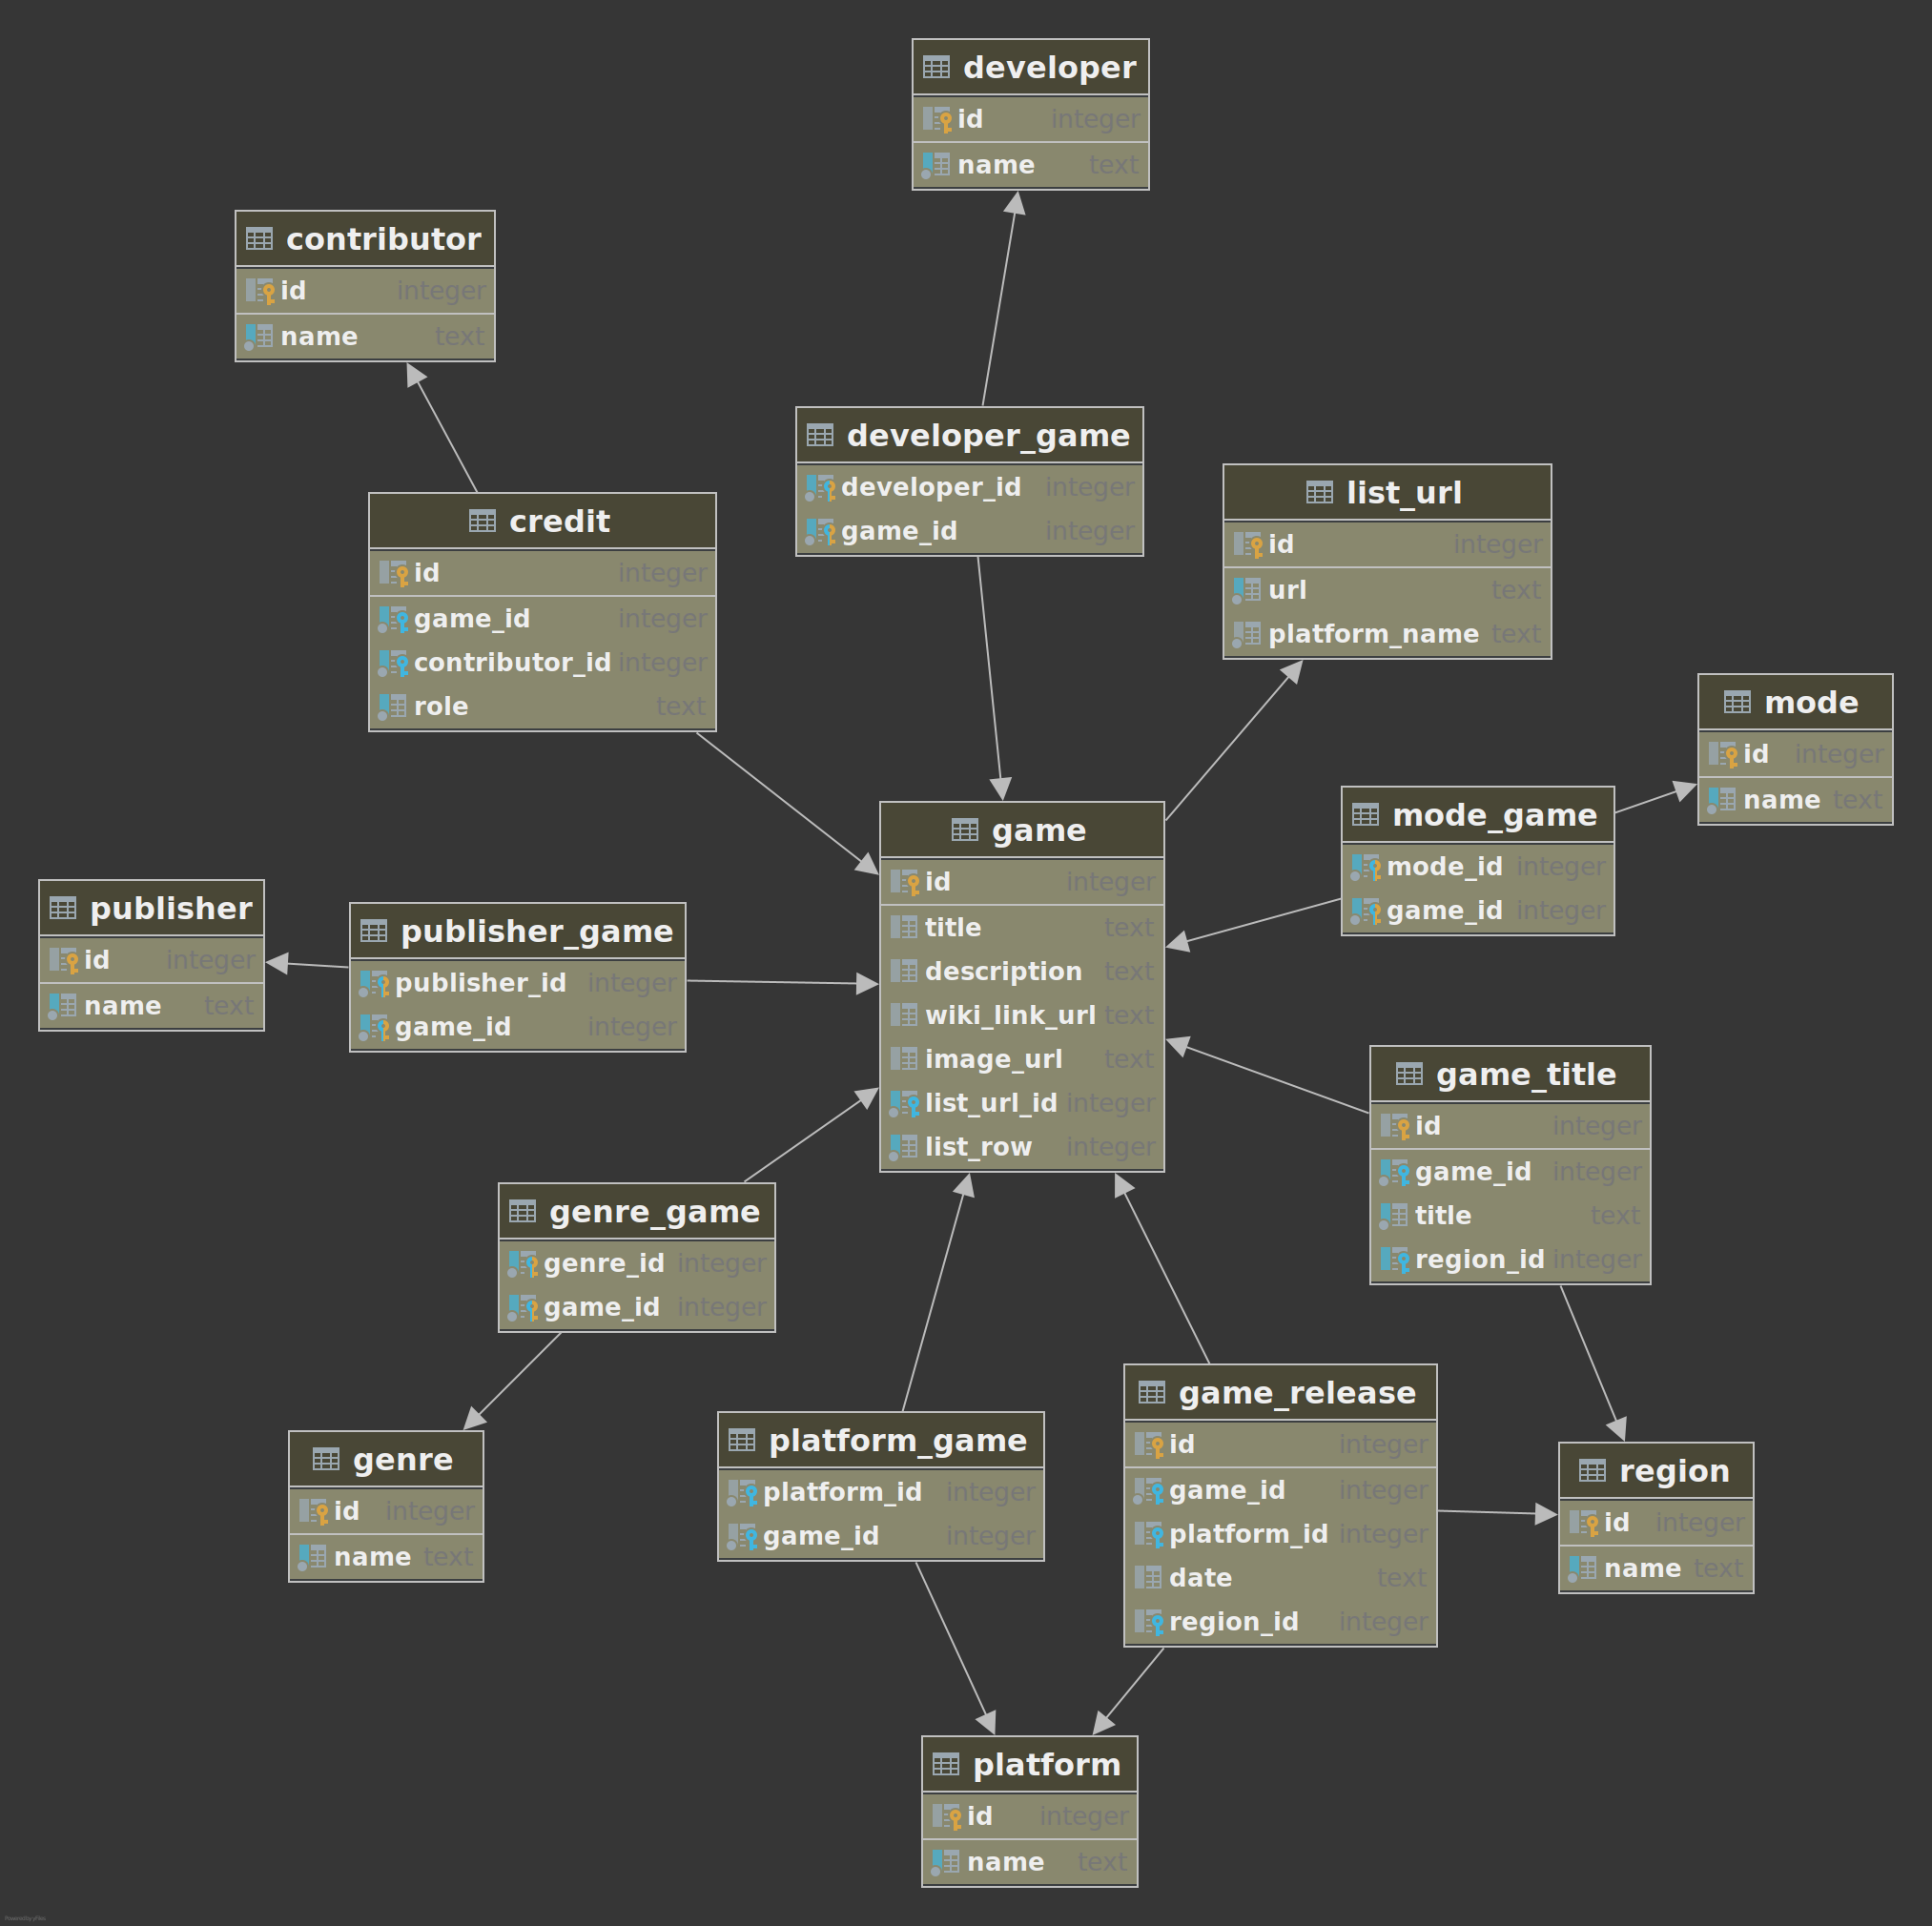 developer
id integer
name text
contributor
id integer
name text
developer_game
developer_id integer
game_id integer
list_url
id integer
url text
platform_name text
credit
id integer
game_id integer
contributor_id integer
role text
mode
id integer
name text
mode_game
mode_id integer
game_id integer
game
id integer
title text
description text
wiki_link_url text
image_url text
list_url_id integer
list_row integer
publisher
id integer
name text
publisher_game
publisher_id integer
game_id integer
game_title
id integer
game_id integer
title text
region_id integer
genre_game
genre_id integer
game_id integer
game_release
id integer
game_id integer
platform_id integer
date text
region_id integer
platform_game
platform_id integer
game_id integer
genre
id integer
name text
region
id integer
name text
platform
id integer
name text
Powered by yFiles